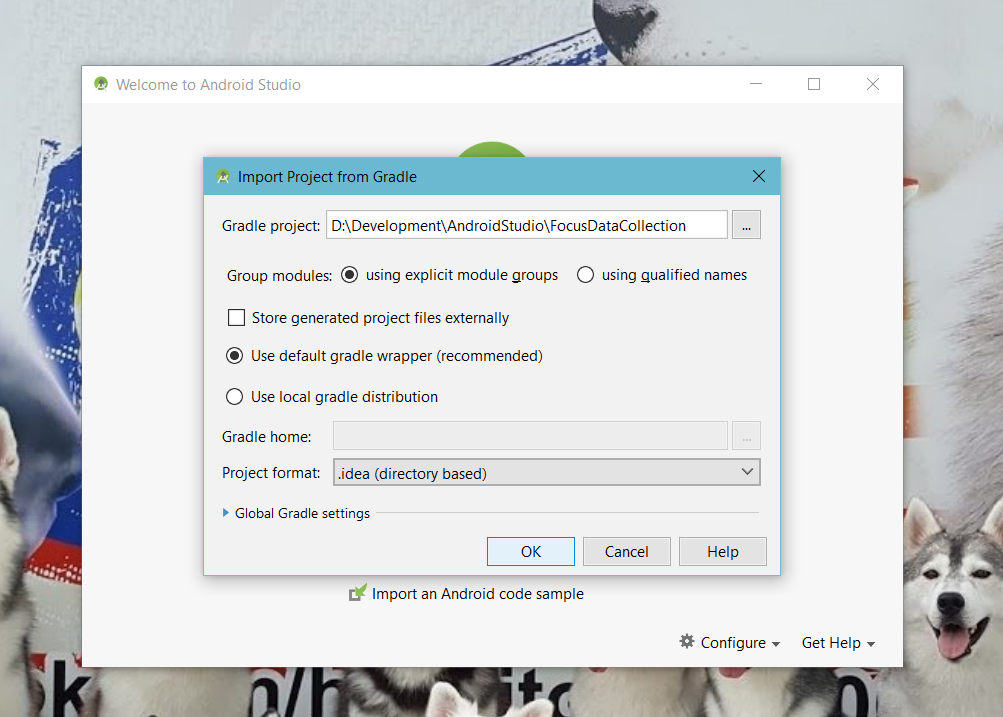 Welcome to Android Studio
Import Project from Gradle
Gradle project: D:\Development\AndroidStudio\FocusDataCollection ...
Group modules: using explicit module groups using qualified names
Store generated project files externally
Use default gradle wrapper (recommended)
Use local gradle distribution
Gradle home: ...
Project format: .idea (directory based)
Global Gradle settings
OK Cancel Help
Import an Android code sample
Configure Get Help